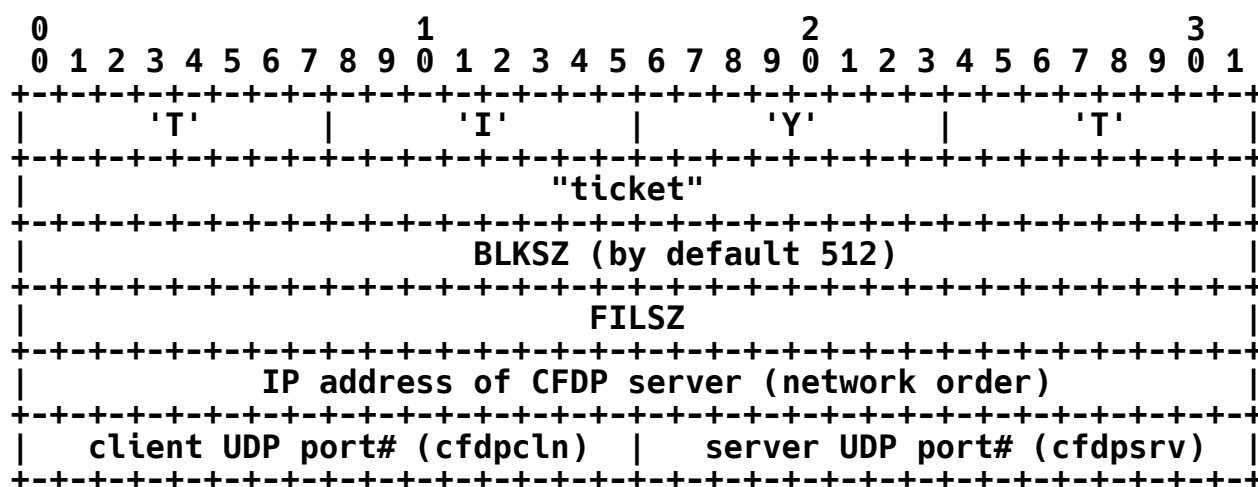 0                   1                   2                   3
 0 1 2 3 4 5 6 7 8 9 0 1 2 3 4 5 6 7 8 9 0 1 2 3 4 5 6 7 8 9 0 1
+-+-+-+-+-+-+-+-+-+-+-+-+-+-+-+-+-+-+-+-+-+-+-+-+-+-+-+-+-+-+-+-+
|      'T'      |      'I'      |      'Y'      |      'T'      |
+-+-+-+-+-+-+-+-+-+-+-+-+-+-+-+-+-+-+-+-+-+-+-+-+-+-+-+-+-+-+-+-+
|                           "ticket"                            |
+-+-+-+-+-+-+-+-+-+-+-+-+-+-+-+-+-+-+-+-+-+-+-+-+-+-+-+-+-+-+-+-+
|                       BLKSZ (by default 512)                  |
+-+-+-+-+-+-+-+-+-+-+-+-+-+-+-+-+-+-+-+-+-+-+-+-+-+-+-+-+-+-+-+-+
|                             FILSZ                             |
+-+-+-+-+-+-+-+-+-+-+-+-+-+-+-+-+-+-+-+-+-+-+-+-+-+-+-+-+-+-+-+-+
|            IP address of CFDP server (network order)          |
+-+-+-+-+-+-+-+-+-+-+-+-+-+-+-+-+-+-+-+-+-+-+-+-+-+-+-+-+-+-+-+-+
|   client UDP port# (cfdpcln)  |   server UDP port# (cfdpsrv)  |
+-+-+-+-+-+-+-+-+-+-+-+-+-+-+-+-+-+-+-+-+-+-+-+-+-+-+-+-+-+-+-+-+